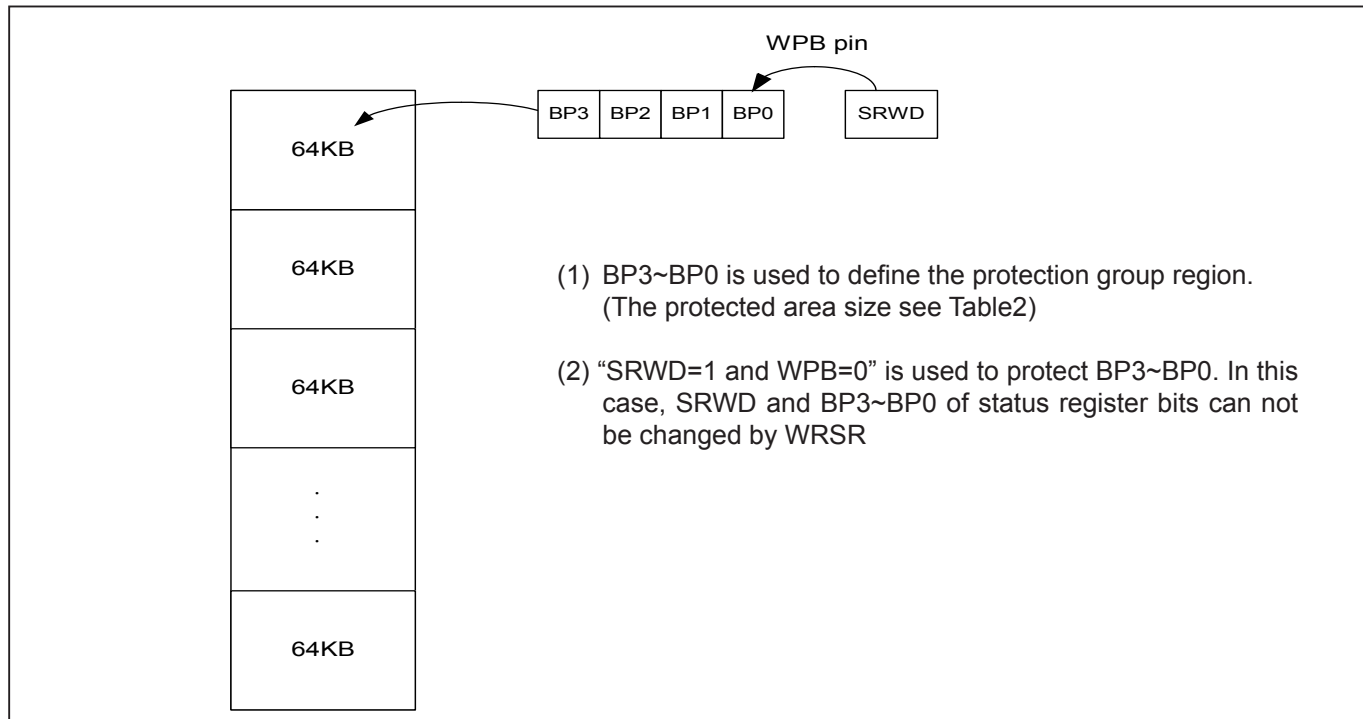 WPB pin
BP3 BP2 BP1 BP0 SRWD
64KB
64KB
64KB
.
.
.
64KB
(1) BP3~BP0 is used to define the protection group region.
(The protected area size see Table2)
(2) “SRWD=1 and WPB=0” is used to protect BP3~BP0. In this
case, SRWD and BP3~BP0 of status register bits can not
be changed by WRSR